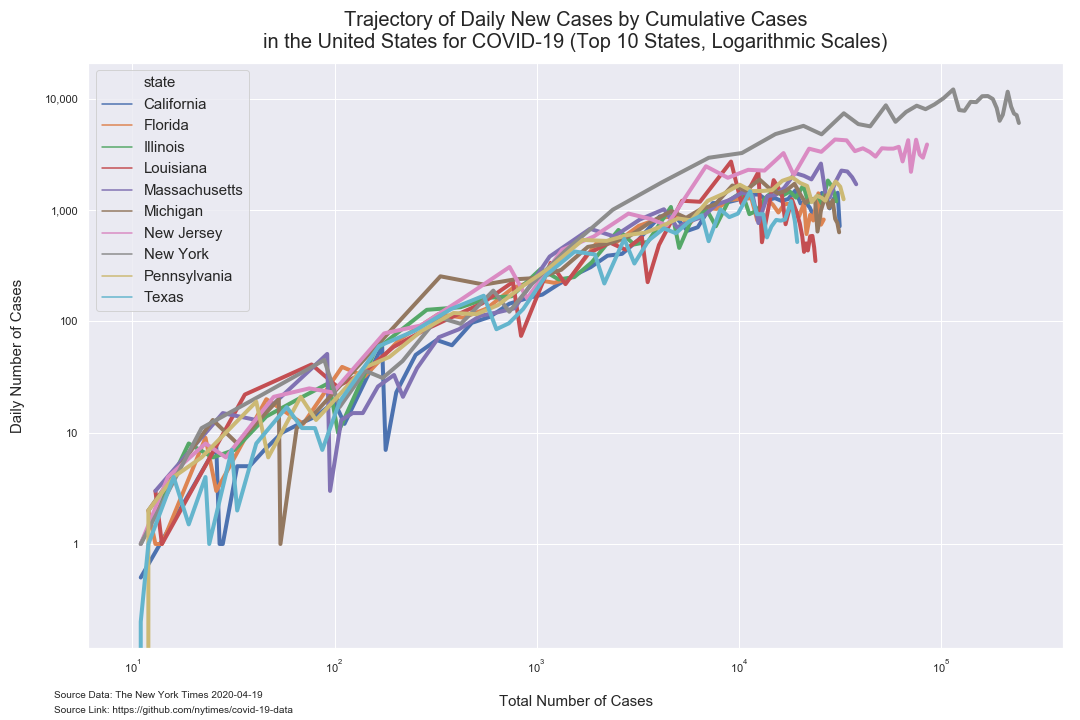 Trajectory of Daily New Cases by Cumulative Cases
in the United States for COVID-19 (Top 10 States, Logarithmic Scales)
state
California
Florida
Illinois
Louisiana
Massachusetts
Michigan
New Jersey
New York
Pennsylvania
Texas
10,000
1,000
100
10
1
Daily Number of Cases
10¹
10²
10³
10⁴
10⁵
Total Number of Cases
Source Data: The New York Times 2020-04-19
Source Link: https://github.com/nytimes/covid-19-data